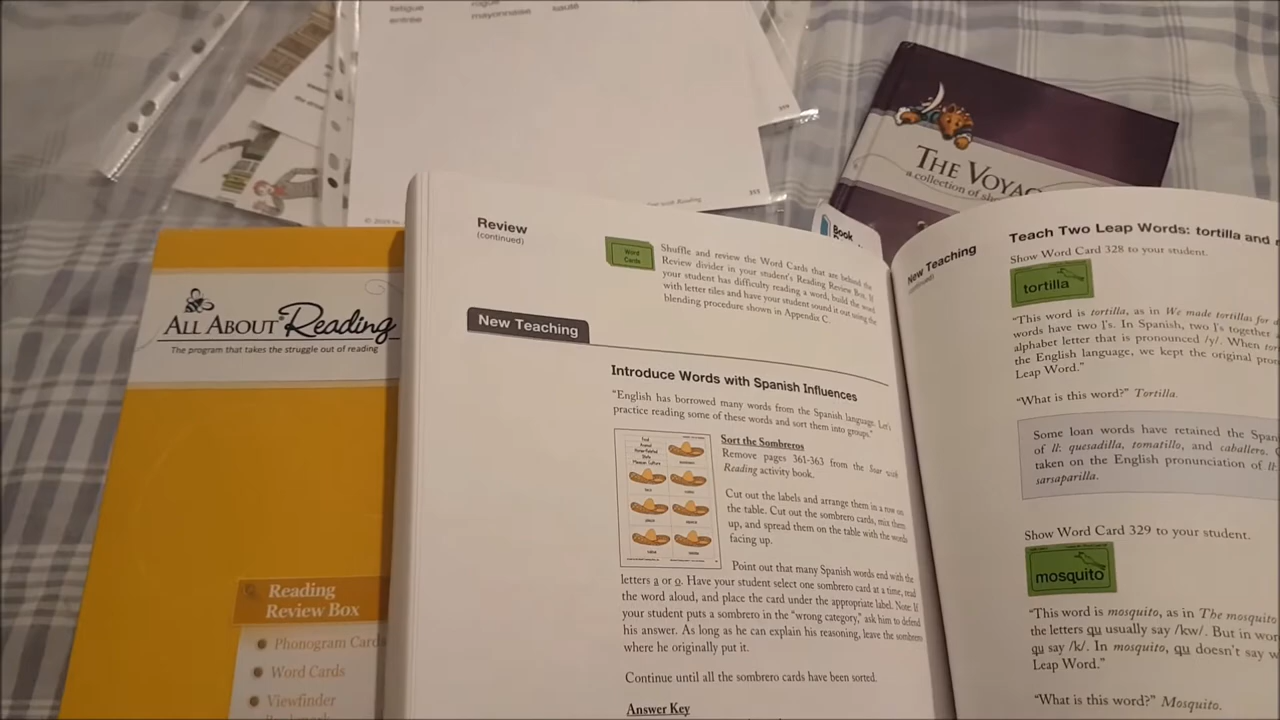 fatigue
entrée
mayonnaise
353
THE VOYAG
a collection of sh
Book
ALL ABOUT Reading
The program that takes the struggle out of reading
Reading
Review Box
Phonogram Cards
Word Cards
Viewfinder
Bookmark
Review
(continued)
Word
Cards
Shuffle and review the Word Cards that are behind the
Review divider in your student's Reading Review Box. If
your student has difficulty reading a word, build the word
with letter tiles and have your student sound it out using the
blending procedure shown in Appendix C.
New Teaching
Introduce Words with Spanish Influences
"English has borrowed many words from the Spanish language. Let's
practice reading some of these words and sort them into groups."
Sort the Sombreros
Remove pages 361-363 from the Soar with
Reading activity book.
Cut out the labels and arrange them in a row on
the table. Cut out the sombrero cards, mix them
up, and spread them on the table with the words
facing up.
Point out that many Spanish words end with the
letters a or o. Have your student select one sombrero card at a time, read
the word aloud, and place the card under the appropriate label. Note: If
your student puts a sombrero in the "wrong category," ask him to defend
his answer. As long as he can explain his reasoning, leave the sombrero
where he originally put it.
Continue until all the sombrero cards have been sorted.
Answer Key
New Teaching
(continued)
Teach Two Leap Words: tortilla and
Show Word Card 328 to your student.
tortilla
"This word is tortilla, as in We made tortillas for
words have two l's. In Spanish, two l's together
alphabet letter that is pronounced /y/. When
the English language, we kept the original
Leap Word."
"What is this word?" Tortilla.
Some loan words have retained the
of ll: quesadilla, tomatillo, and caballero.
taken on the English pronunciation of ll:
sarsaparilla.
Show Word Card 329 to your student.
mosquito
"This word is mosquito, as in The mosquito
the letters qu usually say /kw/. But in
qu say /k/. In mosquito, qu doesn't say
Leap Word."
"What is this word?" Mosquito.